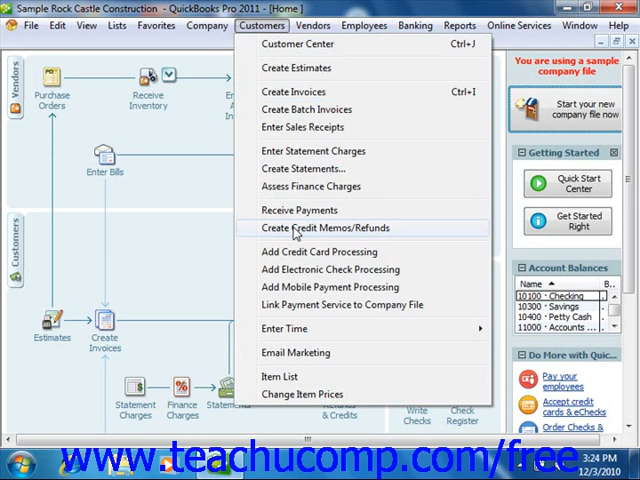 Sample Rock Castle Construction - QuickBooks Pro 2011 - [Home ]
File Edit View Lists Favorites Company Customers Vendors Employees Banking Reports Online Services Window Help
Customer Center Ctrl+J
Create Estimates
Create Invoices Ctrl+I
Create Batch Invoices
Enter Sales Receipts
Enter Statement Charges
Create Statements...
Assess Finance Charges
Receive Payments
Create Credit Memos/Refunds
Add Credit Card Processing
Add Electronic Check Processing
Add Mobile Payment Processing
Link Payment Service to Company File
Enter Time
Email Marketing
Item List
Change Item Prices
Vendors
Purchase
Orders
Receive
Inventory
Enter Bills
Customers
Estimates
Create
Invoices
Statement
Charges
Finance
Charges
Refunds
& Credits
Write
Checks
Check
Register
You are using a sample
company file
Start your new
company file now
Getting Started
Quick Start
Center
Get Started
Right
Account Balances
Name B..
10100 · Checking
10300 · Savings
10400 · Petty Cash
11000 · Accounts ...
Do More with Quic...
Pay your
employees
Accept credit
cards & eChecks
Order Checks &
www.teachucomp.com/free
3:24 PM
12/3/2010